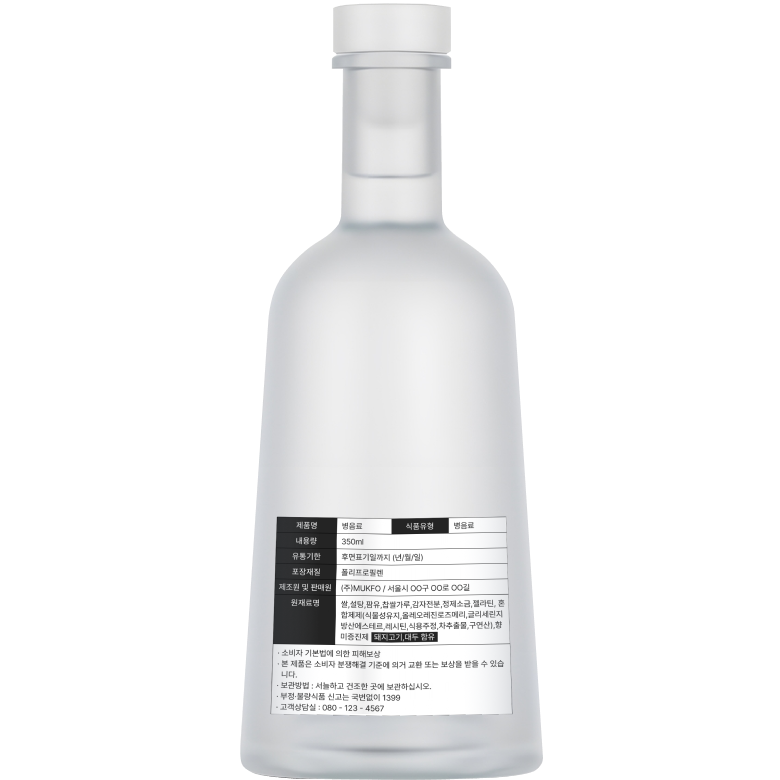 제품명 병음료 식품유형 병음료
내용량 350ml
유통기한 후면표기일까지 (년/월/일)
포장재질 폴리프로필렌
제조원 및 판매원 (주)MUKFO / 서울시 OO구 OO로 OO길
원재료명 쌀,설탕,팜유,찹쌀가루,감자전분,정제소금,젤라틴, 혼
합제제(식물성유지,올레오레진로즈메리,글리세린지
방산에스테르,레시틴,식용주정,차추출물,구연산),향
미증진제 돼지고기,대두 함유
· 소비자 기본법에 의한 피해보상
· 본 제품은 소비자 분쟁해결 기준에 의거 교환 또는 보상을 받을 수 있습
니다.
· 보관방법 : 서늘하고 건조한 곳에 보관하십시오.
· 부정·불량식품 신고는 국번없이 1399
· 고객상담실 : 080 - 123 - 4567